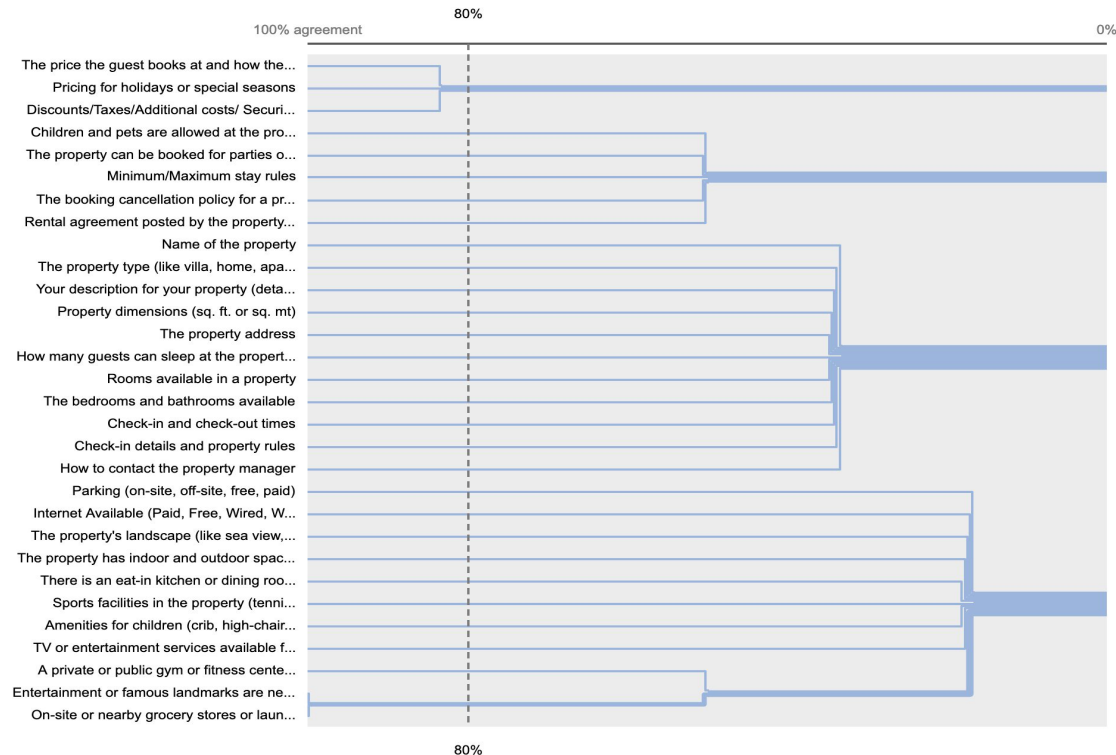 80%
100% agreement
0%
The price the guest books at and how the...
Pricing for holidays or special seasons
Discounts/Taxes/Additional costs/ Securi...
Children and pets are allowed at the pro...
The property can be booked for parties o...
Minimum/Maximum stay rules
The booking cancellation policy for a pr...
Rental agreement posted by the property...
Name of the property
The property type (like villa, home, apa...
Your description for your property (deta...
Property dimensions (sq. ft. or sq. mt)
The property address
How many guests can sleep at the propert...
Rooms available in a property
The bedrooms and bathrooms available
Check-in and check-out times
Check-in details and property rules
How to contact the property manager
Parking (on-site, off-site, free, paid)
Internet Available (Paid, Free, Wired, W...
The property's landscape (like sea view,...
The property has indoor and outdoor spac...
There is an eat-in kitchen or dining roo...
Sports facilities in the property (tenni...
Amenities for children (crib, high-chair...
TV or entertainment services available f...
A private or public gym or fitness cente...
Entertainment or famous landmarks are ne...
On-site or nearby grocery stores or laun...
80%